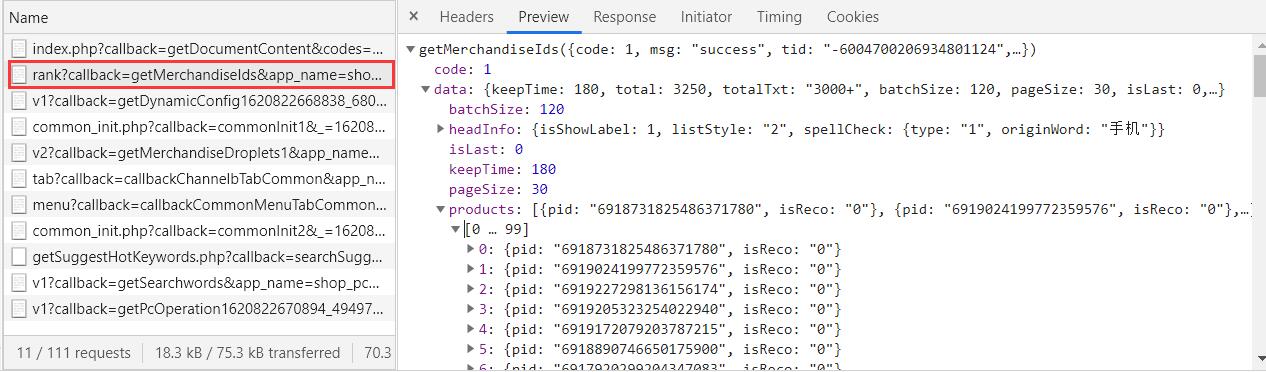 Name
index.php?callback=getDocumentContent&codes=...
rank?callback=getMerchandiseIds&app_name=sho...
v1?callback=getDynamicConfig1620822668838_680...
common_init.php?callback=commonInit1&_=16208...
v2?callback=getMerchandiseDroplets1&app_name...
tab?callback=callbackChannelbTabCommon&app_n...
menu?callback=callbackCommonMenuTabCommon...
common_init.php?callback=commonInit2&_=16208...
getSuggestHotKeywords.php?callback=searchSugg...
v1?callback=getSearchwords&app_name=shop_pc...
v1?callback=getPcOperation1620822670894_49497...
11 / 111 requests 18.3 kB / 75.3 kB transferred 70.3
× Headers Preview Response Initiator Timing Cookies
▼getMerchandiseIds({code: 1, msg: "success", tid: "-6004700206934801124",…})
code: 1
▼data: {keepTime: 180, total: 3250, totalTxt: "3000+", batchSize: 120, pageSize: 30, isLast: 0,…}
batchSize: 120
▶headInfo: {isShowLabel: 1, listStyle: "2", spellCheck: {type: "1", originWord: "手机"}}
isLast: 0
keepTime: 180
pageSize: 30
▼products: [{pid: "6918731825486371780", isReco: "0"}, {pid: "6919024199772359576", isReco: "0"},…]
▼[0 … 99]
▶0: {pid: "6918731825486371780", isReco: "0"}
▶1: {pid: "6919024199772359576", isReco: "0"}
▶2: {pid: "6919227298136156174", isReco: "0"}
▶3: {pid: "6919205323254022940", isReco: "0"}
▶4: {pid: "6919172079203787215", isReco: "0"}
▶5: {pid: "6918890746650175900", isReco: "0"}
▶6: {pid: "6917920299204347083", isReco: "0"}